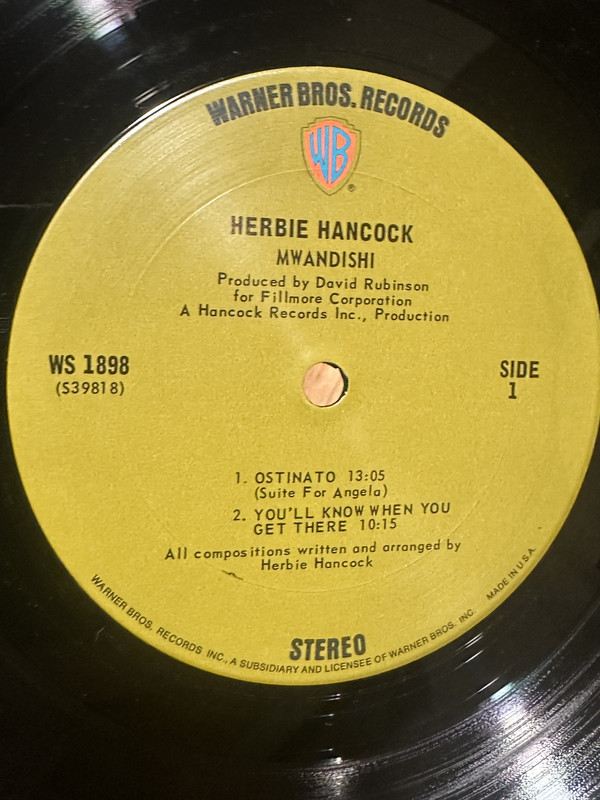 WARNER BROS. RECORDS
WB
®
HERBIE HANCOCK
MWANDISHI
Produced by David Rubinson
for Fillmore Corporation
A Hancock Records Inc., Production
WS 1898
(S39818)
SIDE
1
1. OSTINATO 13:05
(Suite For Angela)
2. YOU'LL KNOW WHEN YOU
GET THERE 10:15
All compositions written and arranged by
Herbie Hancock
STEREO
WARNER BROS. RECORDS INC., A SUBSIDIARY AND LICENSEE OF WARNER BROS. INC. MADE IN U.S.A.